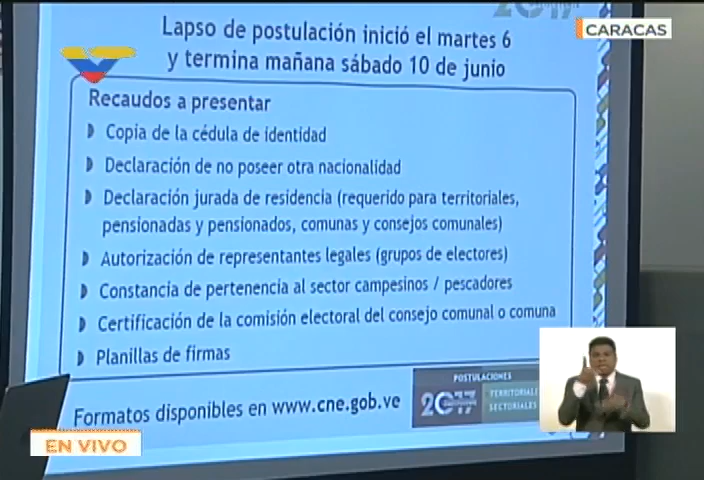 2017
CARACAS
Lapso de postulación inició el martes 6
y termina mañana sábado 10 de junio
Recaudos a presentar
Copia de la cédula de identidad
Declaración de no poseer otra nacionalidad
Declaración jurada de residencia (requerido para territoriales,
pensionadas y pensionados, comunas y consejos comunales)
Autorización de representantes legales (grupos de electores)
Constancia de pertenencia al sector campesinos / pescadores
Certificación de la comisión electoral del consejo comunal o comuna
Planillas de firmas
Formatos disponibles en www.cne.gob.ve
POSTULACIONES
2017
SECTORIALES
EN VIVO